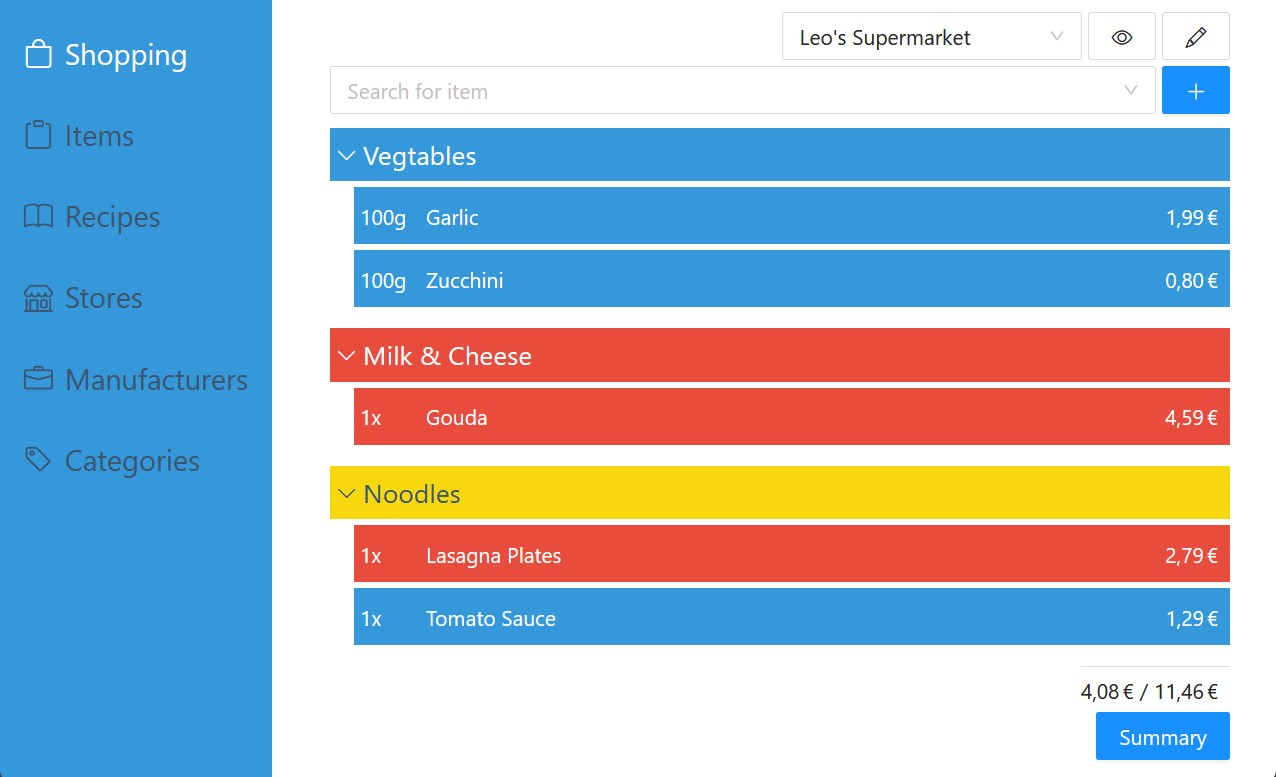 Shopping
Items
Recipes
Stores
Manufacturers
Categories
Leo's Supermarket
Search for item
Vegtables
100g Garlic 1,99 €
100g Zucchini 0,80 €
Milk & Cheese
1x Gouda 4,59 €
Noodles
1x Lasagna Plates 2,79 €
1x Tomato Sauce 1,29 €
4,08 € / 11,46 €
Summary